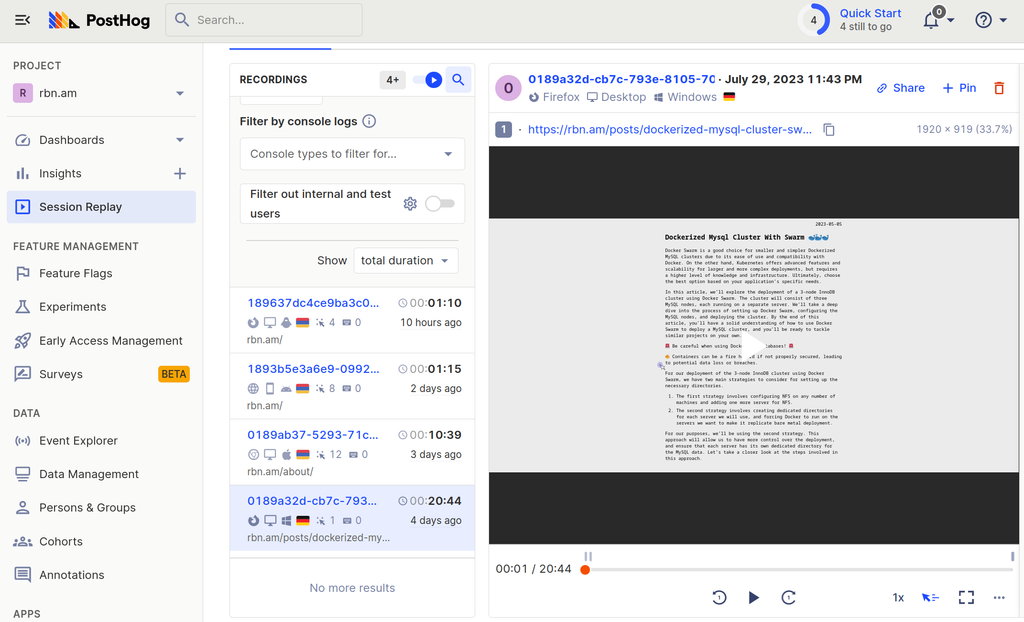 PostHog
Search...
4
Quick Start
4 still to go
0
PROJECT
R rbn.am
Dashboards
Insights
Session Replay
FEATURE MANAGEMENT
Feature Flags
Experiments
Early Access Management
Surveys BETA
DATA
Event Explorer
Data Management
Persons & Groups
Cohorts
Annotations
APPS
RECORDINGS 4+
Filter by console logs
Console types to filter for...
Filter out internal and test
users
Show total duration
189637dc4ce9ba3c0... 00:01:10
4 0 10 hours ago
rbn.am/
1893b5e3a6e9-0992... 00:01:15
8 0 2 days ago
rbn.am/
0189ab37-5293-71c... 00:10:39
12 0 3 days ago
rbn.am/about/
0189a32d-cb7c-793... 00:20:44
1 0 4 days ago
rbn.am/posts/dockerized-my...
No more results
0 0189a32d-cb7c-793e-8105-70 · July 29, 2023 11:43 PM
Firefox Desktop Windows
Share Pin
1 · https://rbn.am/posts/dockerized-mysql-cluster-sw... 1920 × 919 (33.7%)
2023-05-05
Dockerized Mysql Cluster With Swarm
Docker Swarm is a good choice for smaller and simpler Dockerized
MySQL clusters due to its ease of use and compatibility with
Docker. On the other hand, Kubernetes offers advanced features and
scalability for larger and more complex deployments, but requires
a higher level of knowledge and infrastructure. Ultimately, choose
the best option based on your application's specific needs.
In this article, we'll explore the deployment of a 3-node InnoDB
cluster using Docker Swarm. The cluster will consist of three
MySQL nodes, each running on a separate server. We'll take a deep
dive into the process of setting up Docker Swarm, configuring the
MySQL nodes, and deploying the cluster. By the end of this
article, you'll have a solid understanding of how to use Docker
Swarm to deploy a MySQL cluster, and you'll be ready to tackle
similar projects on your own.
Be careful when using Dock abases!
Containers can be a fire h d if not properly secured, leading
to potential data loss or breaches.
For our deployment of the 3-node InnoDB cluster using Docker
Swarm, we have two main strategies to consider for setting up the
necessary directories.
1. The first strategy involves configuring NFS on any number of
machines and adding one more server for NFS.
2. The second strategy involves creating dedicated directories
for each server we will use, and forcing Docker to run on the
servers we want to make it replicate bare metal deployment.
For our purposes, we'll be using the second strategy. This
approach will allow us to have more control over the deployment,
and ensure that each server has its own dedicated directory for
the MySQL data. Let's take a closer look at the steps involved in
this approach.
00:01 / 20:44
1 1 1x